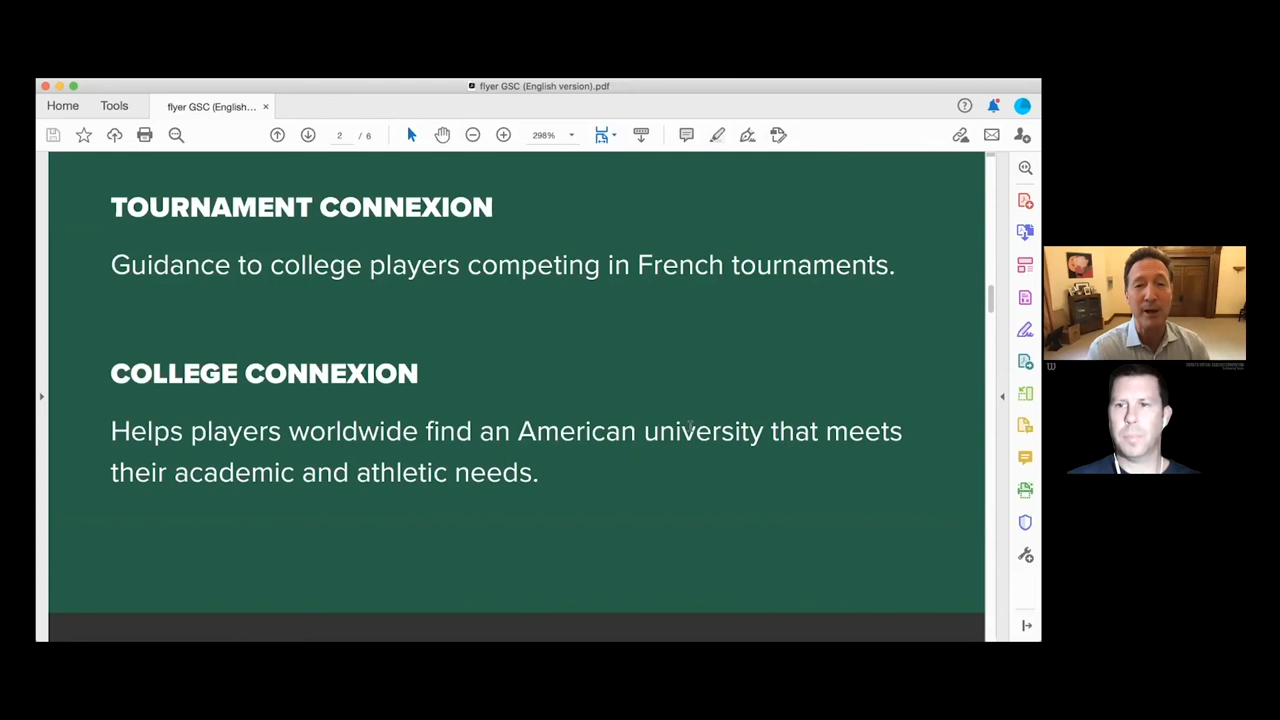 flyer GSC (English version).pdf
Home
Tools
flyer GSC (English...
2 / 6
298%
TOURNAMENT CONNEXION
Guidance to college players competing in French tournaments.
COLLEGE CONNEXION
Helps players worldwide find an American university that meets
their academic and athletic needs.